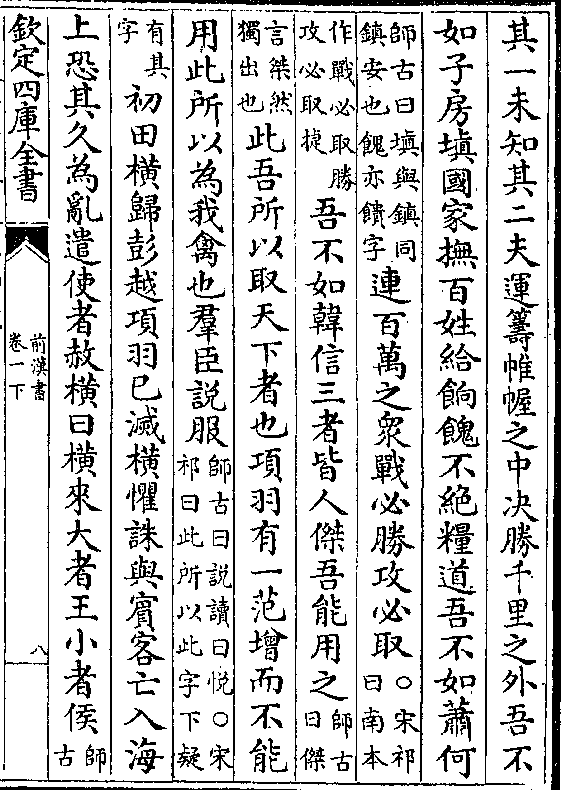 其一未知其二夫運籌帷幄之中決勝千里之外吾不
如子房塡國家撫百姓給餉餽不絶糧道吾不如蕭何
師古曰塡與鎮同
鎮安也餽亦饋字
連百萬之衆戰必勝攻必取
○宋祁
曰南本
作戰必取勝
攻必取捷
吾不如韓信三者皆人傑吾能用之
師古
曰傑
言桀然
獨出也
此吾所以取天下者也項羽有一范增而不能
用此所以為我禽也羣臣説服
師古曰説讀曰悦○宋
祁曰此所以此字下疑
有其
字
初田橫歸彭越項羽已滅橫懼誅與賓客亡入海
上恐其久為亂遣使者赦橫曰橫來大者王小者侯
師
古
欽定四庫全書
前漢書
卷一下
八